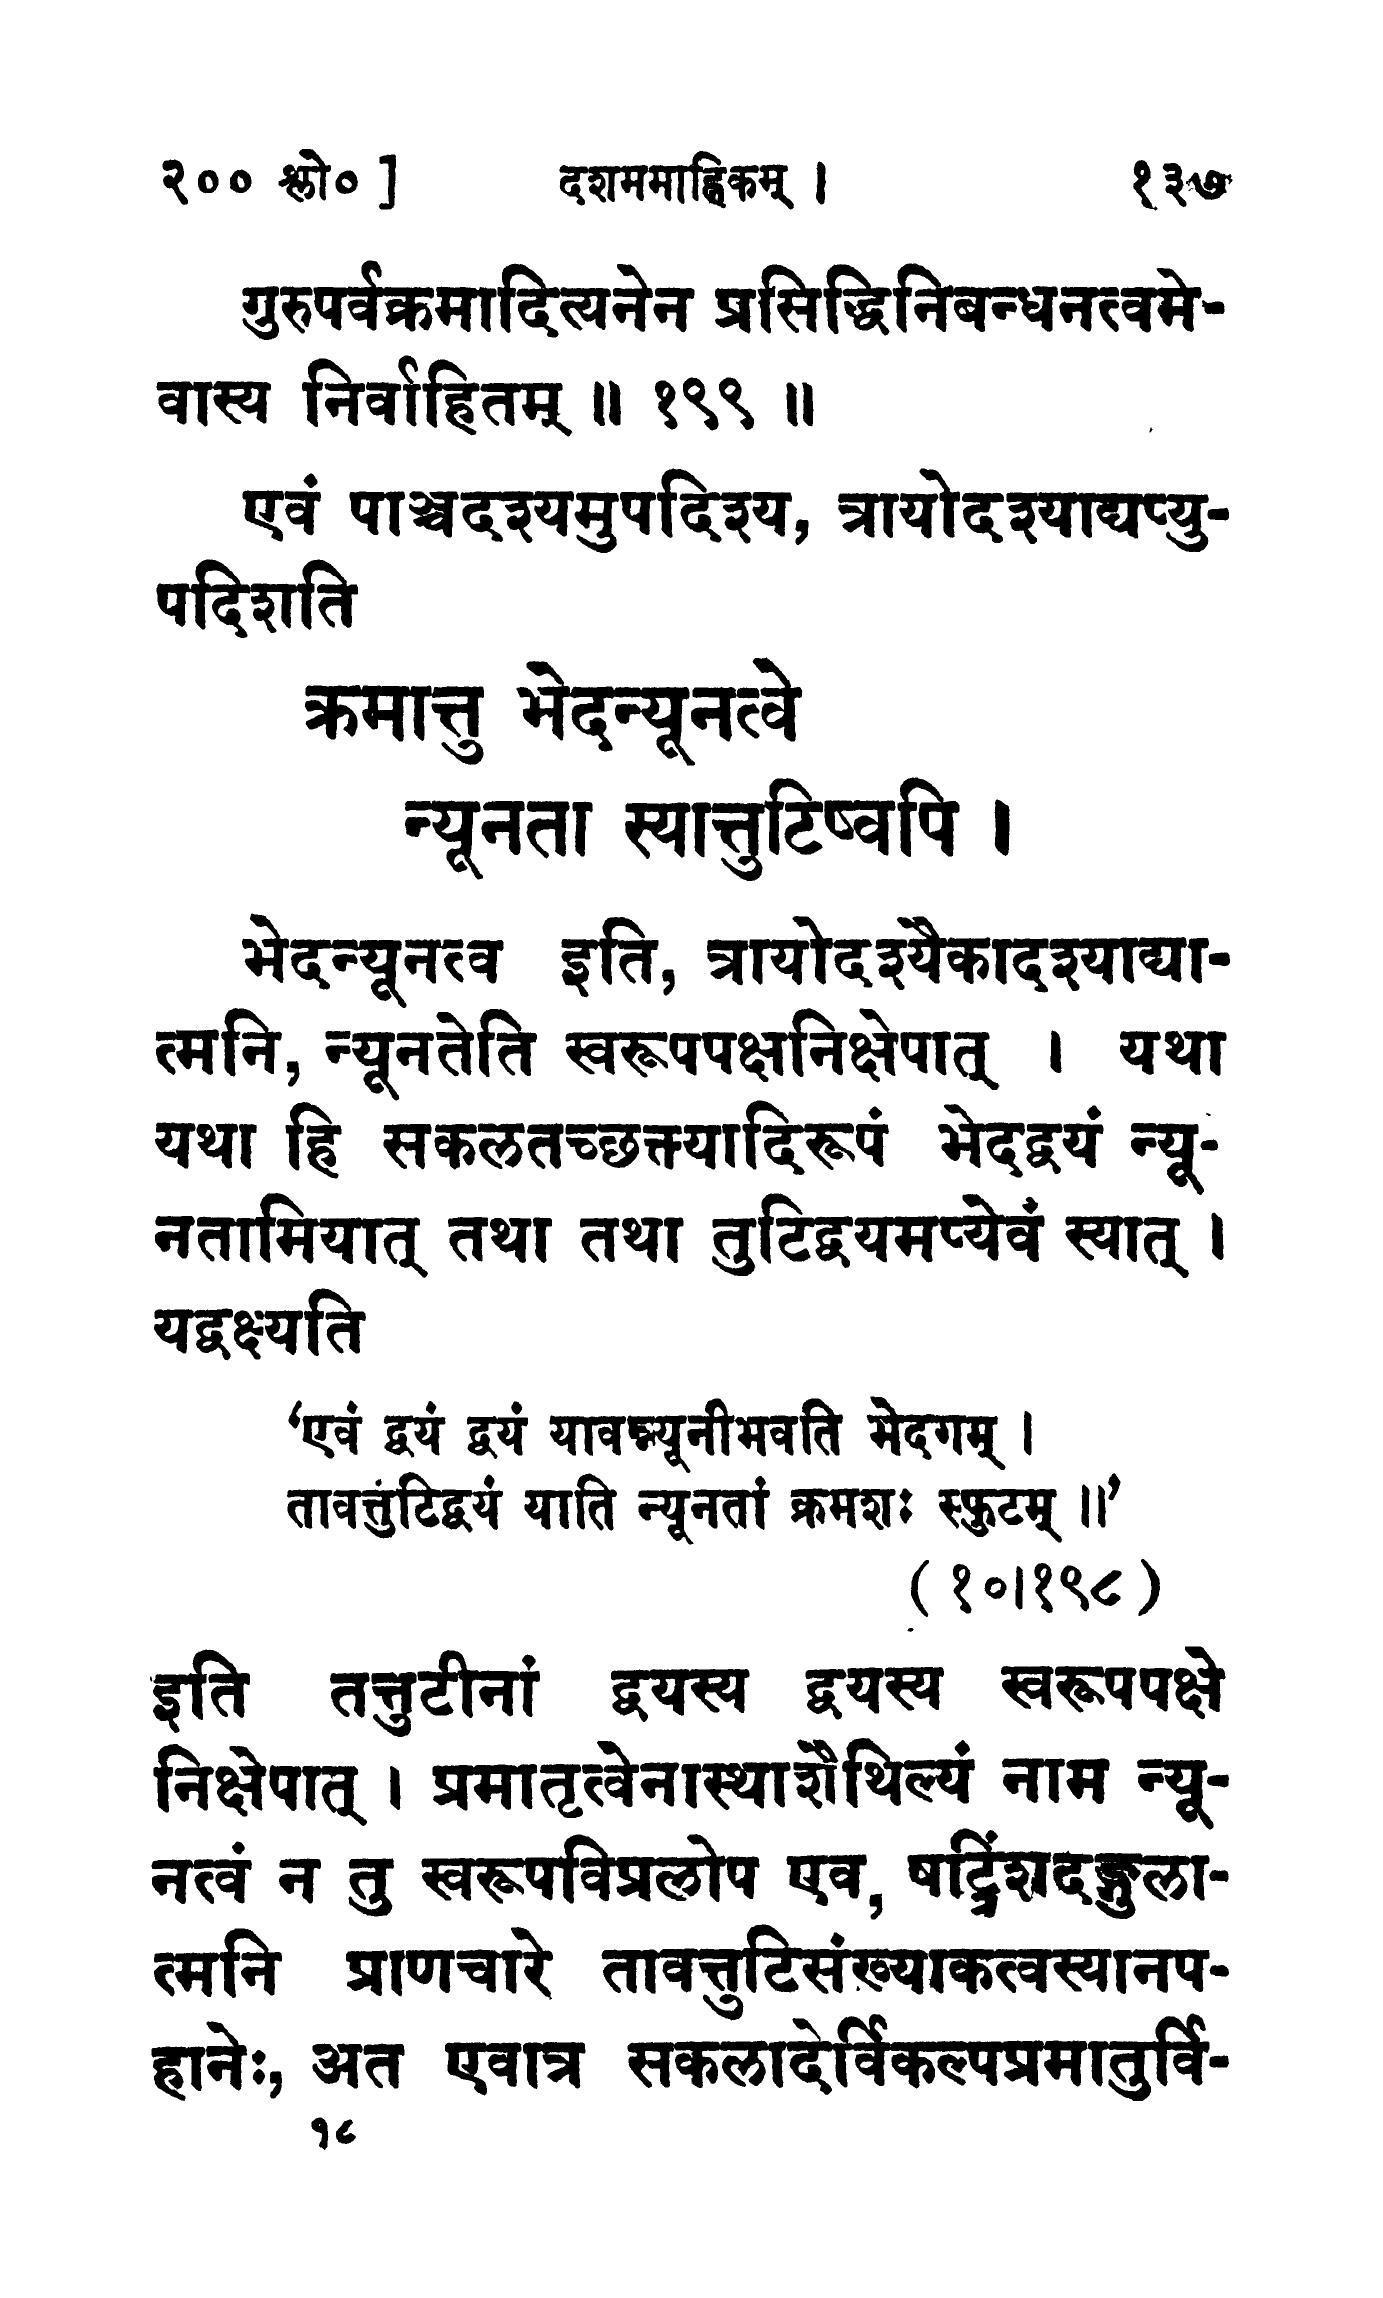 २०० श्लो० ] दशममाह्निकम् । १३७
गुरुपर्वक्रमादित्यनेन प्रसिद्धिनिबन्धनत्वमे-
वास्य निर्वाहितम् ॥ १९९ ॥
एवं पाञ्चदश्यमुपदिश्य, त्रायोदश्याद्यप्यु-
पदिशति
क्रमात्तु भेदन्यूनत्वे
न्यूनता स्यात्तुटिष्वपि ।
भेदन्यूनत्व इति, त्रायोदश्यैकादश्याद्या-
त्मनि, न्यूनतेति स्वरूपपक्षनिक्षेपात् । यथा
यथा हि सकलतच्छक्त्यादिरूपं भेदद्वयं न्यू-
नतामियात् तथा तथा तुटिद्वयमप्येवं स्यात् ।
यद्वक्ष्यति
‘एवं द्वयं द्वयं यावन्न्यूनीभवति भेदगम् ।
तावत्तुटिद्वयं याति न्यूनतां क्रमशः स्फुटम् ॥’
( १०।१९८ )
इति तत्तुटीनां द्वयस्य द्वयस्य स्वरूपपक्षे
निक्षेपात् । प्रमातृत्वेनास्थाशैथिल्यं नाम न्यू-
नत्वं न तु स्वरूपविप्रलोप एव, षट्त्रिंशदङ्गुला-
त्मनि प्राणचारे तावत्तुटिसंख्याकत्वस्यानप-
हानेः, अत एवात्र सकलादेर्विकल्पप्रमातुर्वि-
१८